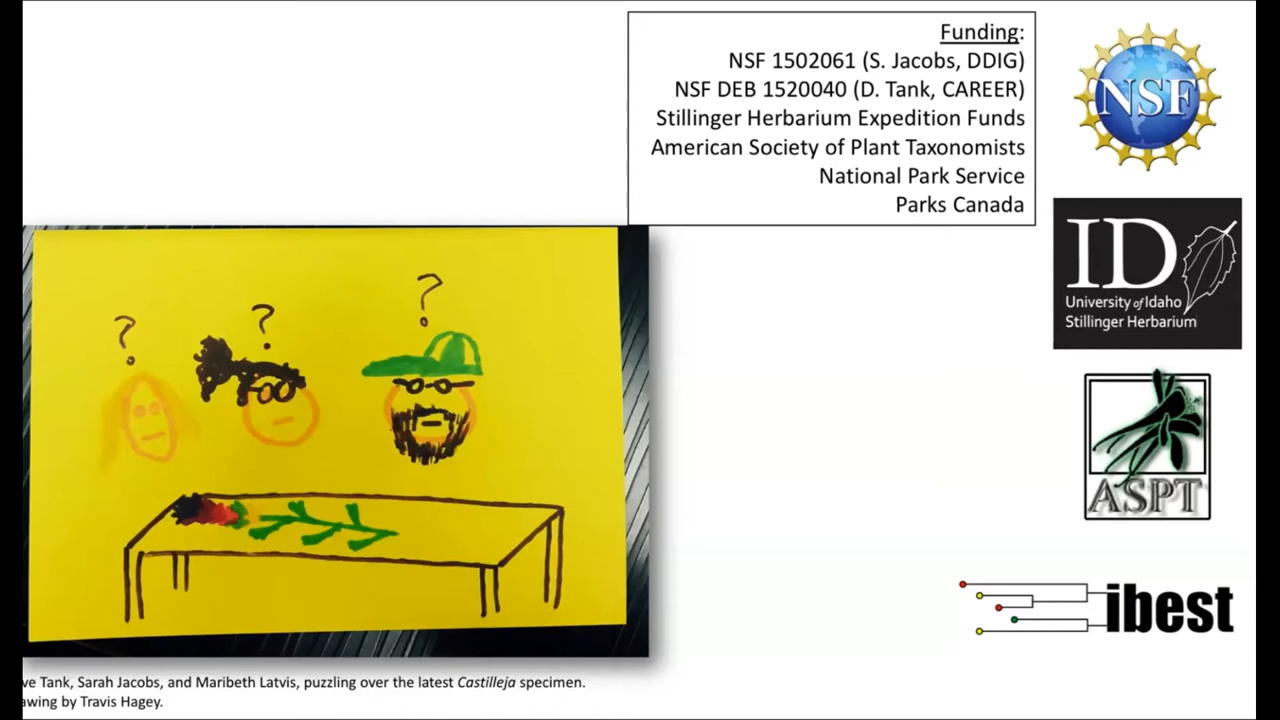 Funding:
NSF 1502061 (S. Jacobs, DDIG)
NSF DEB 1520040 (D. Tank, CAREER)
Stillinger Herbarium Expedition Funds
American Society of Plant Taxonomists
National Park Service
Parks Canada
NSF
ID
University of Idaho
Stillinger Herbarium
ASPT
ibest
? ? ?
Tank, Sarah Jacobs, and Maribeth Latvis, puzzling over the latest Castilleja specimen.
by Travis Hagey.